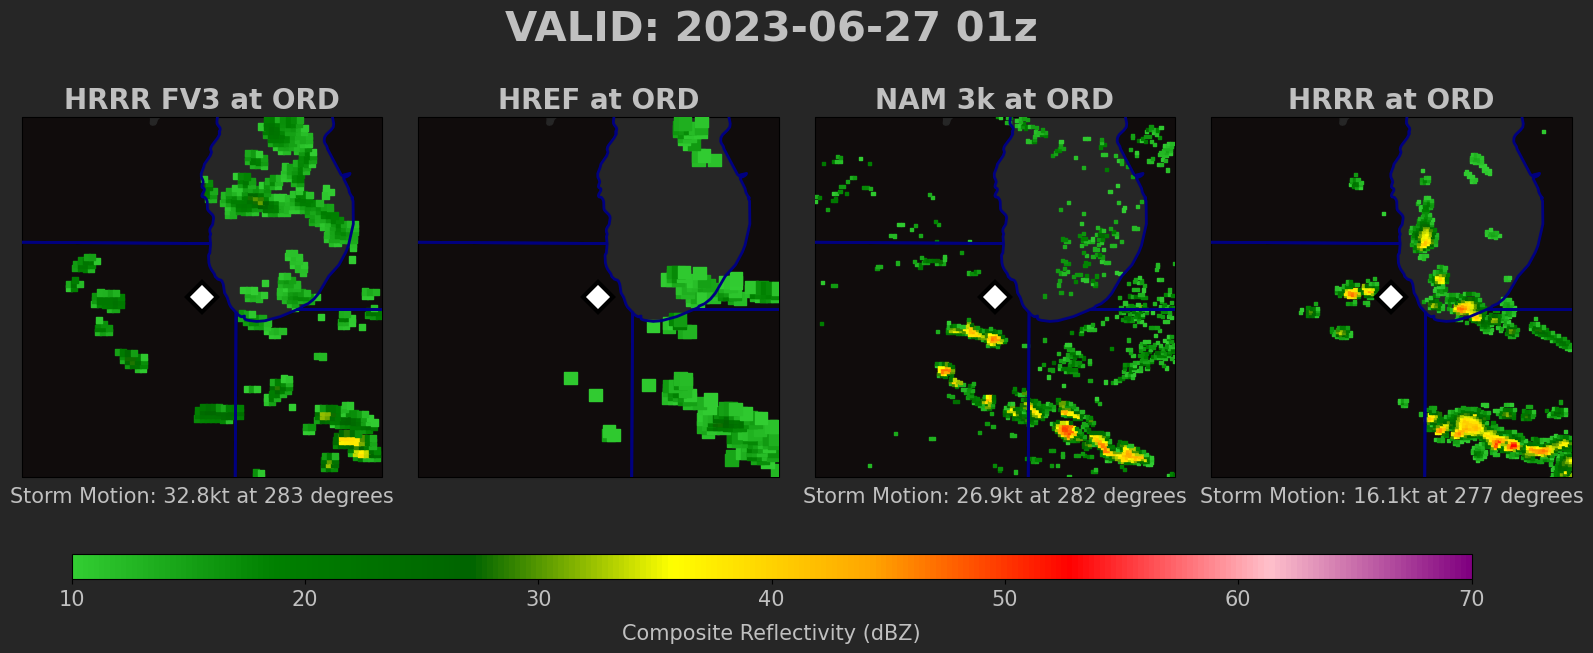 VALID: 2023-06-27 01z
HRRR FV3 at ORD
HREF at ORD
NAM 3k at ORD
HRRR at ORD
Storm Motion: 32.8kt at 283 degrees
Storm Motion: 26.9kt at 282 degrees
Storm Motion: 16.1kt at 277 degrees
10 20 30 40 50 60 70
Composite Reflectivity (dBZ)